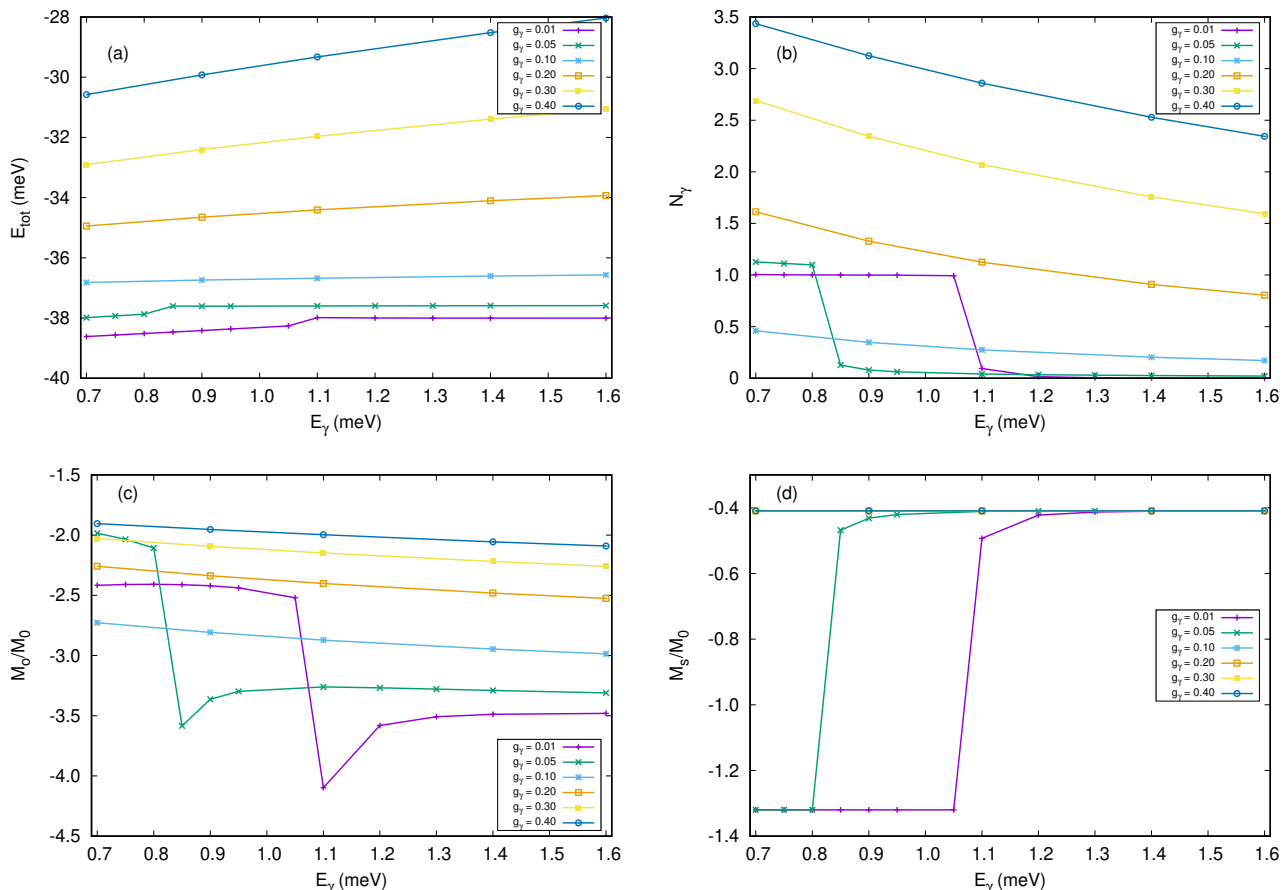 (a)
E_tot (meV)
-28
-30
-32
-34
-36
-38
-40
0.7 0.8 0.9 1.0 1.1 1.2 1.3 1.4 1.5 1.6
E_γ (meV)
g_γ = 0.01
g_γ = 0.05
g_γ = 0.10
g_γ = 0.20
g_γ = 0.30
g_γ = 0.40
(b)
N_γ
3.5
3.0
2.5
2.0
1.5
1.0
0.5
0
0.7 0.8 0.9 1.0 1.1 1.2 1.3 1.4 1.5 1.6
E_γ (meV)
g_γ = 0.01
g_γ = 0.05
g_γ = 0.10
g_γ = 0.20
g_γ = 0.30
g_γ = 0.40
(c)
M_o/M_0
-1.5
-2.0
-2.5
-3.0
-3.5
-4.0
-4.5
0.7 0.8 0.9 1.0 1.1 1.2 1.3 1.4 1.5 1.6
E_γ (meV)
g_γ = 0.01
g_γ = 0.05
g_γ = 0.10
g_γ = 0.20
g_γ = 0.30
g_γ = 0.40
(d)
M_s/M_0
-0.4
-0.6
-0.8
-1.0
-1.2
-1.4
0.7 0.8 0.9 1.0 1.1 1.2 1.3 1.4 1.5 1.6
E_γ (meV)
g_γ = 0.01
g_γ = 0.05
g_γ = 0.10
g_γ = 0.20
g_γ = 0.30
g_γ = 0.40